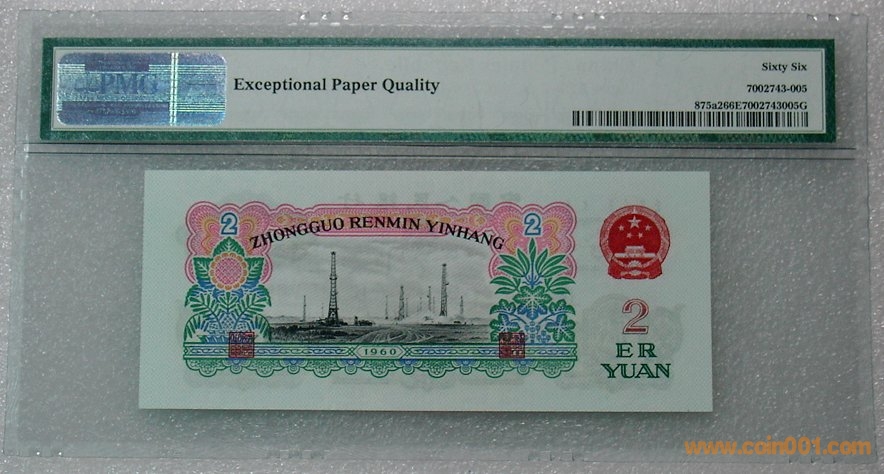 PMG
Exceptional Paper Quality
Sixty Six
7002743-005
875a266E7002743005G
2
2
ZHONGGUO RENMIN YINHANG
1960
2
ER
YUAN
www.coin001.com